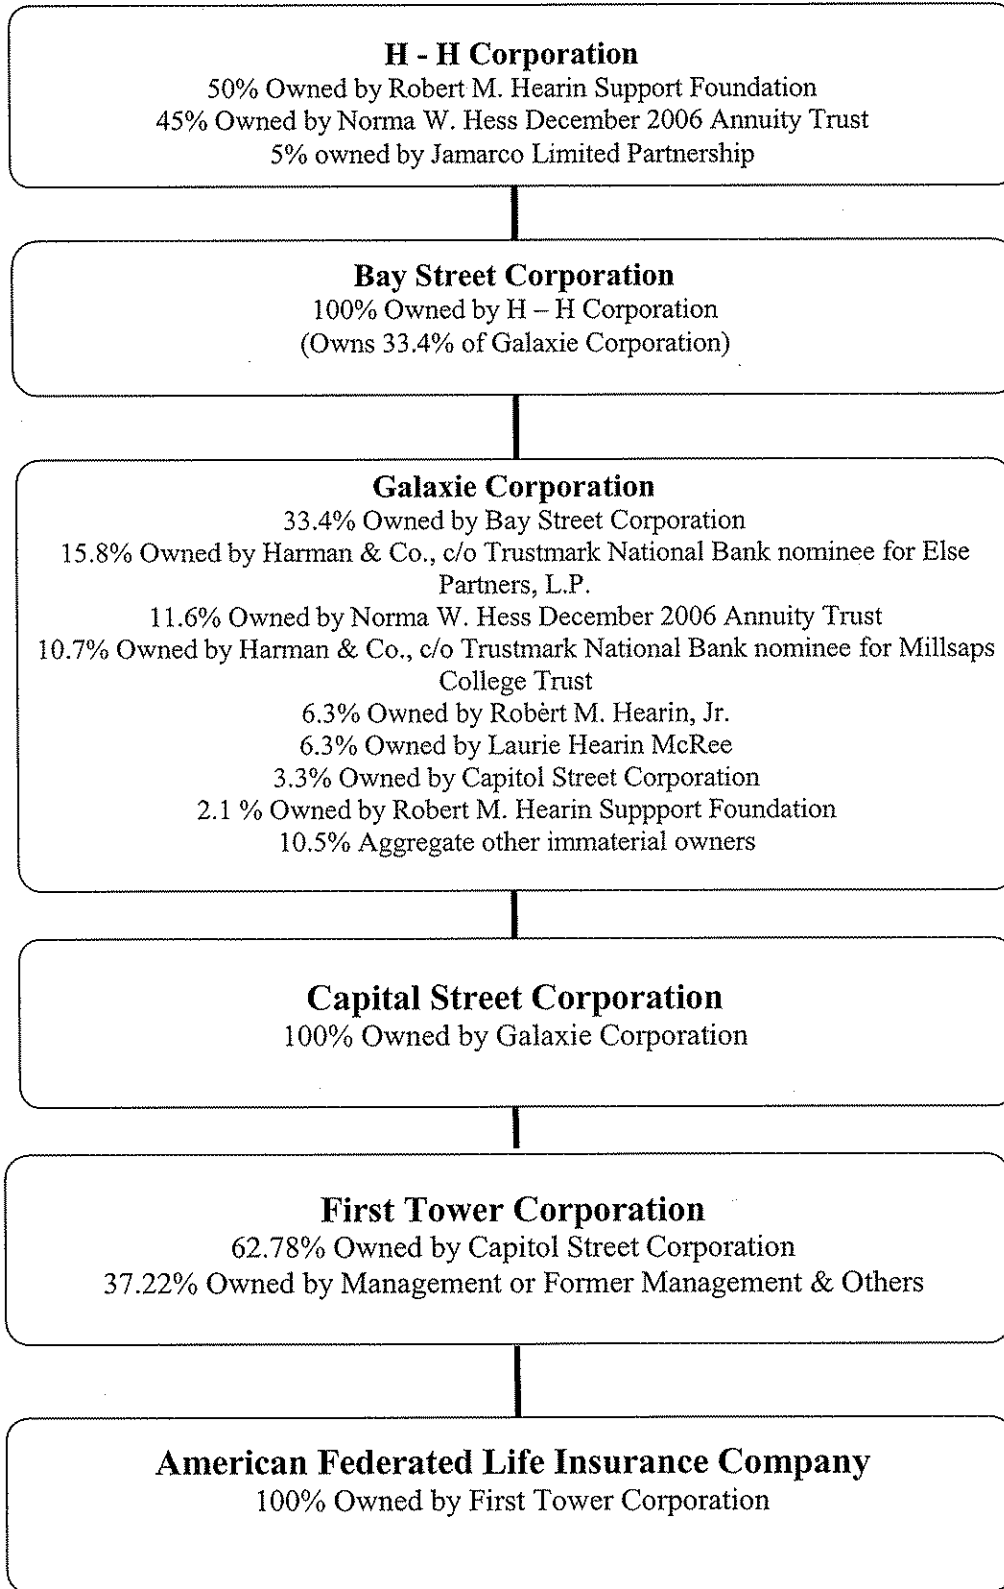 H - H Corporation
50% Owned by Robert M. Hearin Support Foundation
45% Owned by Norma W. Hess December 2006 Annuity Trust
5% owned by Jamarco Limited Partnership
Bay Street Corporation
100% Owned by H – H Corporation
(Owns 33.4% of Galaxie Corporation)
Galaxie Corporation
33.4% Owned by Bay Street Corporation
15.8% Owned by Harman & Co., c/o Trustmark National Bank nominee for Else
Partners, L.P.
11.6% Owned by Norma W. Hess December 2006 Annuity Trust
10.7% Owned by Harman & Co., c/o Trustmark National Bank nominee for Millsaps
College Trust
6.3% Owned by Robert M. Hearin, Jr.
6.3% Owned by Laurie Hearin McRee
3.3% Owned by Capitol Street Corporation
2.1 % Owned by Robert M. Hearin Suppport Foundation
10.5% Aggregate other immaterial owners
Capital Street Corporation
100% Owned by Galaxie Corporation
First Tower Corporation
62.78% Owned by Capitol Street Corporation
37.22% Owned by Management or Former Management & Others
American Federated Life Insurance Company
100% Owned by First Tower Corporation